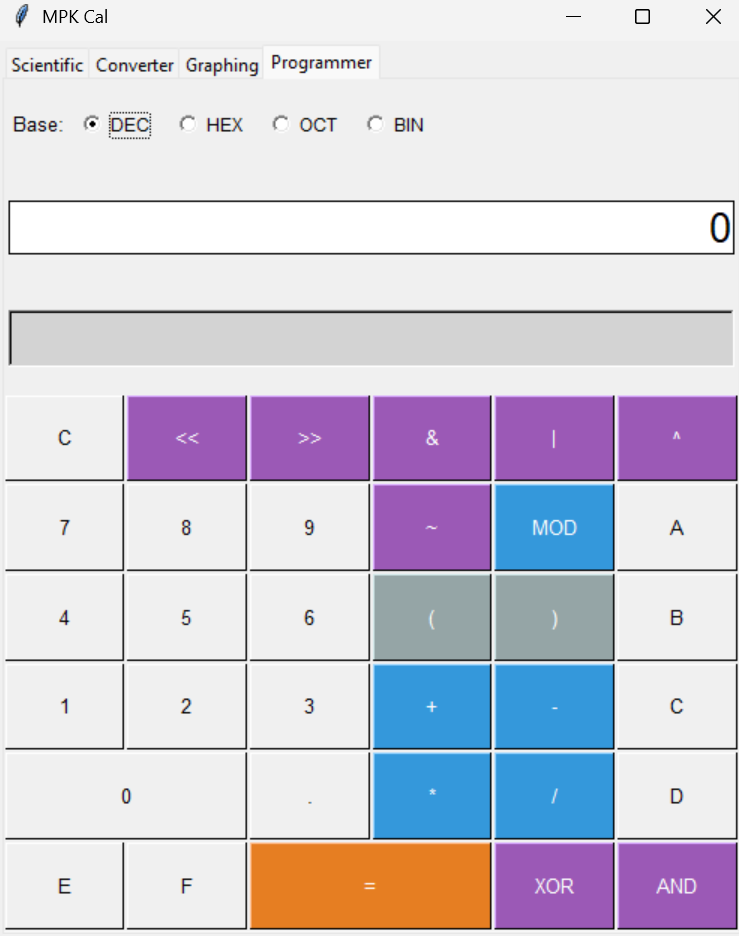 MPK Cal
Scientific Converter Graphing Programmer
Base: DEC HEX OCT BIN
0
C << >> & | ^
7 8 9 ~ MOD A
4 5 6 ( ) B
1 2 3 + - C
0 . * / D
E F = XOR AND